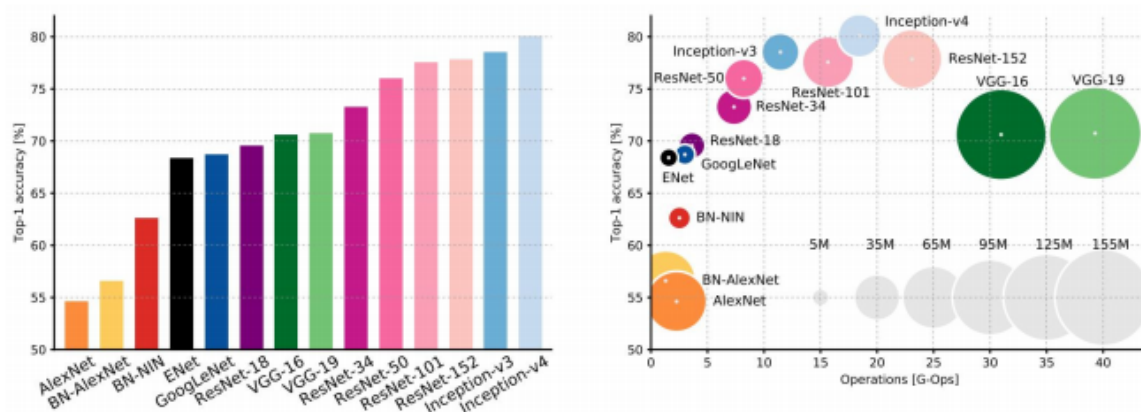 80
75
70
65
60
55
50
Top-1 accuracy [%]
AlexNet
BN-AlexNet
BN-NIN
ENet
GoogLeNet
ResNet-18
VGG-16
VGG-19
ResNet-34
ResNet-50
ResNet-101
ResNet-152
Inception-v3
Inception-v4
80
75
70
65
60
55
50
Top-1 accuracy [%]
Inception-v4
Inception-v3
ResNet-50
ResNet-101
ResNet-152
ResNet-34
VGG-16
VGG-19
ResNet-18
GoogLeNet
ENet
BN-NIN
5M 35M 65M 95M 125M 155M
BN-AlexNet
AlexNet
0 5 10 15 20 25 30 35 40
Operations [G-Ops]